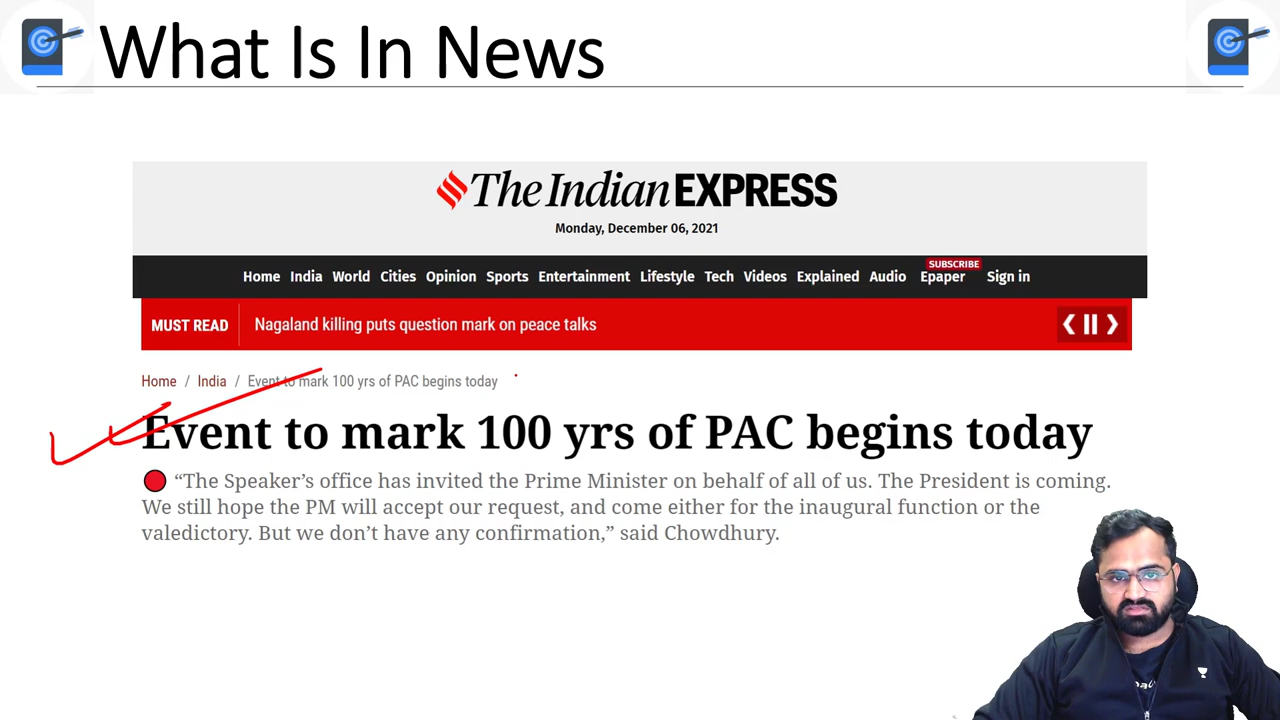 What Is In News
The Indian EXPRESS
Monday, December 06, 2021
SUBSCRIBE
Home India World Cities Opinion Sports Entertainment Lifestyle Tech Videos Explained Audio Epaper Sign in
MUST READ Nagaland killing puts question mark on peace talks
Home / India / Event to mark 100 yrs of PAC begins today
Event to mark 100 yrs of PAC begins today
“The Speaker’s office has invited the Prime Minister on behalf of all of us. The President is coming.
We still hope the PM will accept our request, and come either for the inaugural function or the
valedictory. But we don’t have any confirmation,” said Chowdhury.